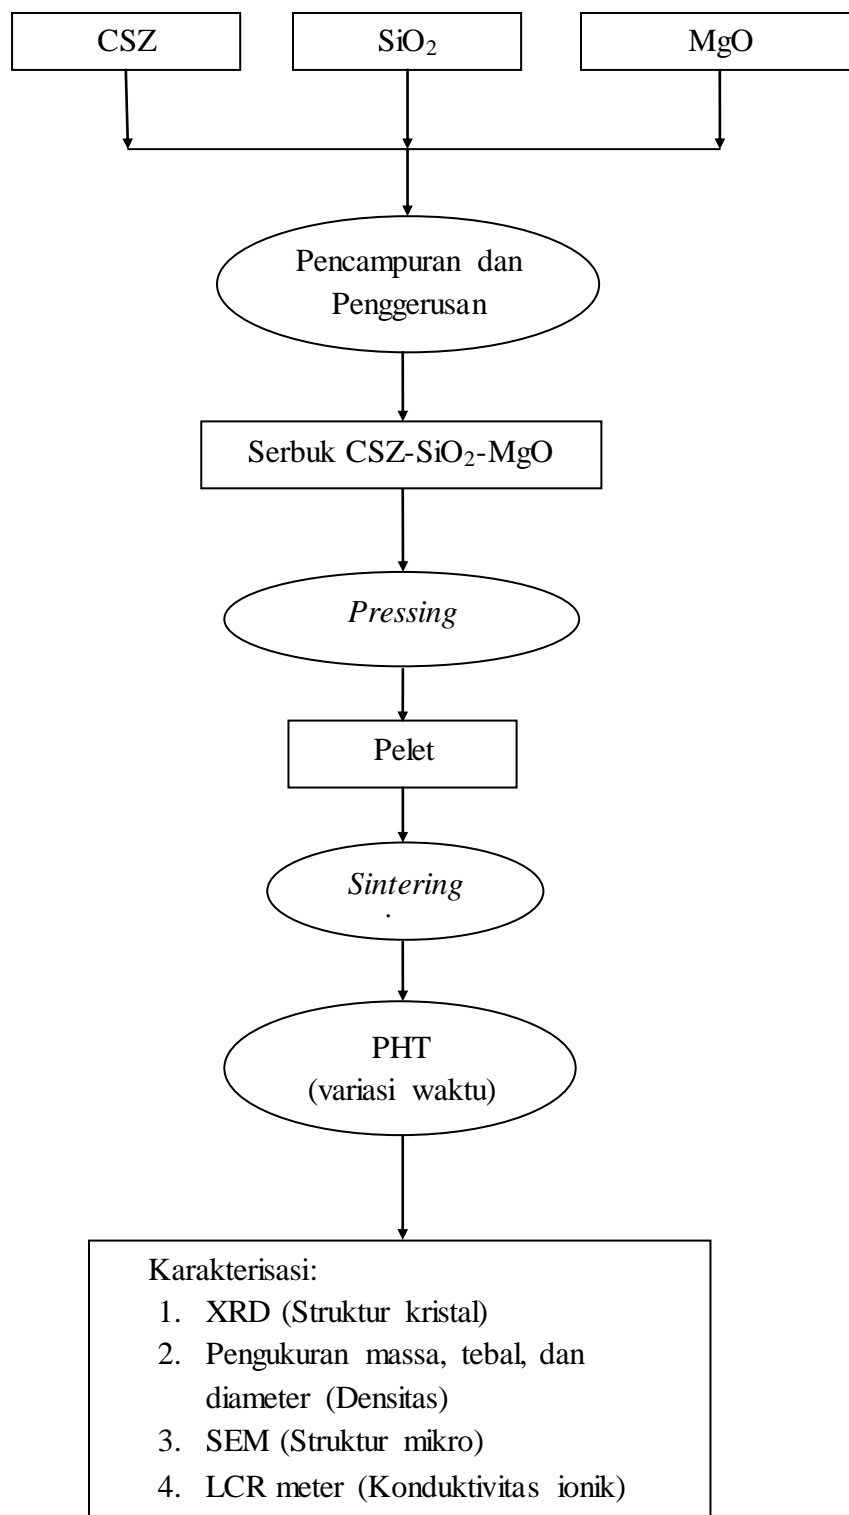 CSZ
SiO₂
MgO
Pencampuran dan
Penggerusan
Serbuk CSZ-SiO₂-MgO
Pressing
Pelet
Sintering
.
PHT
(variasi waktu)
Karakterisasi:
1. XRD (Struktur kristal)
2. Pengukuran massa, tebal, dan
diameter (Densitas)
3. SEM (Struktur mikro)
4. LCR meter (Konduktivitas ionik)